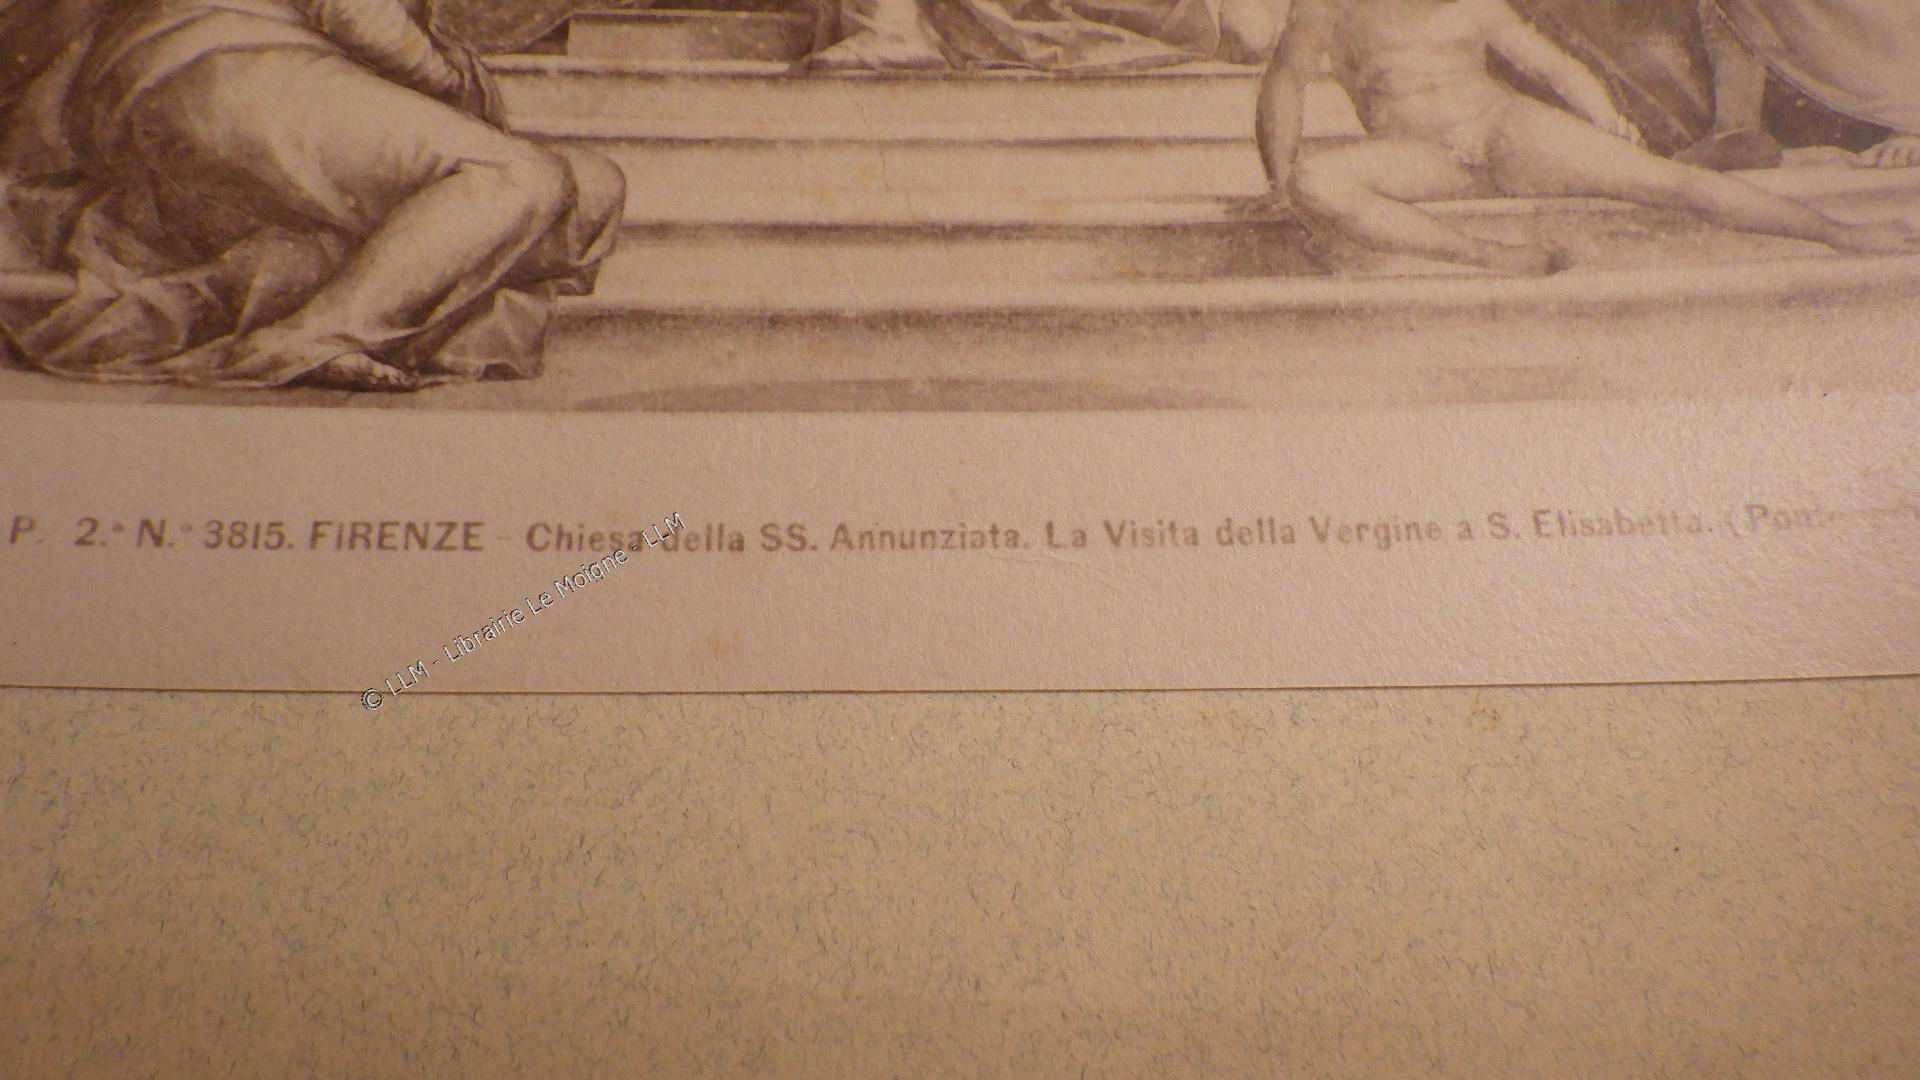 P. 2.ª N.º 3815. FIRENZE - Chiesa della SS. Annunziata. La Visita della Vergine a S. Elisabetta.
© LLM - Librairie Le Moigne - LLM